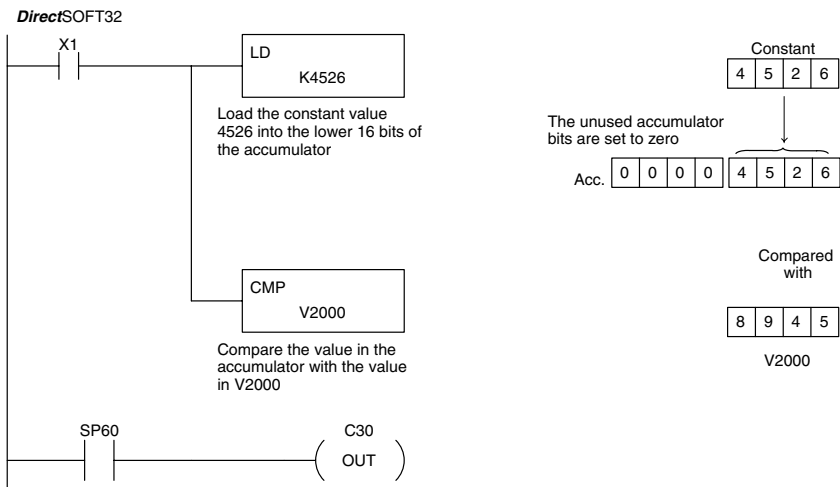 DirectSOFT32
X1
LD
K4526
Load the constant value
4526 into the lower 16 bits of
the accumulator
CMP
V2000
Compare the value in the
accumulator with the value
in V2000
SP60
C30
OUT
Constant
4 5 2 6
The unused accumulator
bits are set to zero
Acc. 0 0 0 0 4 5 2 6
Compared
with
8 9 4 5
V2000